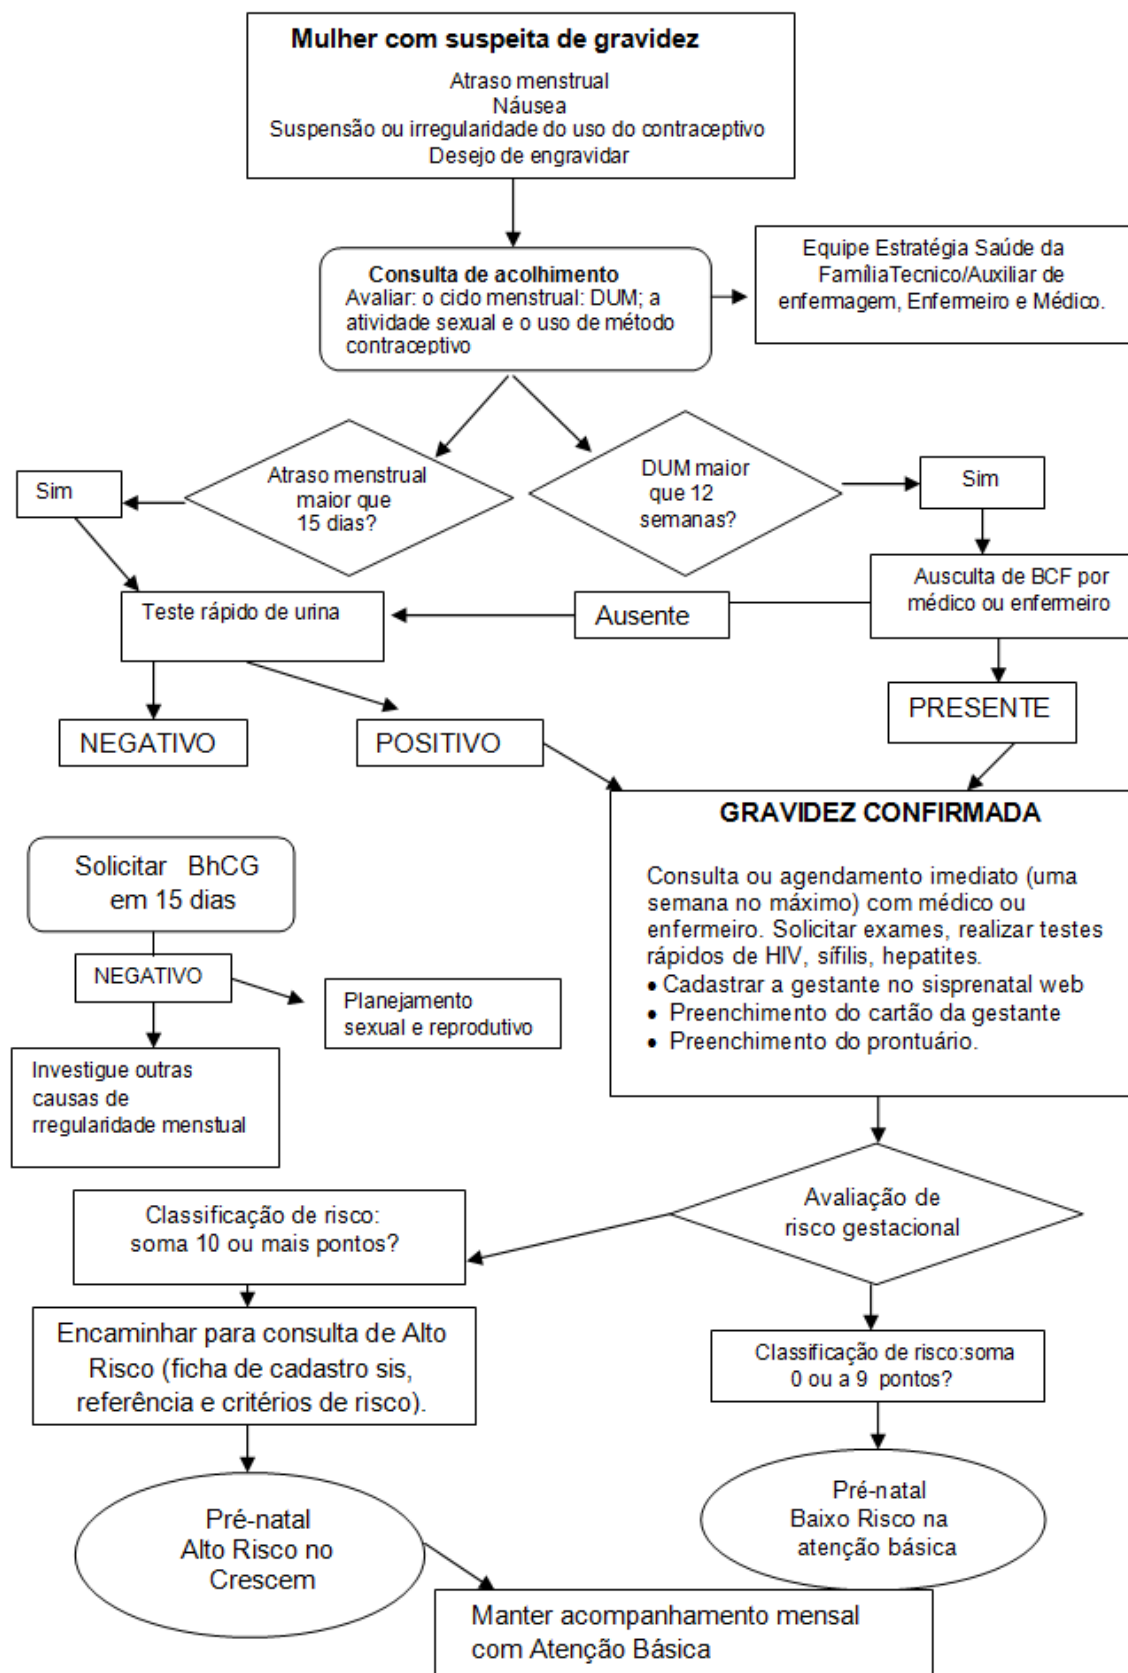 Mulher com suspeita de gravidez
Atraso menstrual
Náusea
Suspensão ou irregularidade do uso do contraceptivo
Desejo de engravidar
Consulta de acolhimento
Avaliar: o ciclo menstrual: DUM; a
atividade sexual e o uso de método
contraceptivo
Equipe Estratégia Saúde da
FamíliaTecnico/Auxiliar de
enfermagem, Enfermeiro e Médico.
Sim
Atraso menstrual
maior que
15 dias?
DUM maior
que 12
semanas?
Sim
Teste rápido de urina
Ausente
Ausculta de BCF por
médico ou enfermeiro
NEGATIVO
POSITIVO
PRESENTE
GRAVIDEZ CONFIRMADA
Consulta ou agendamento imediato (uma
semana no máximo) com médico ou
enfermeiro. Solicitar exames, realizar testes
rápidos de HIV, sífilis, hepatites.
• Cadastrar a gestante no sisprenatal web
• Preenchimento do cartão da gestante
• Preenchimento do prontuário.
Solicitar BhCG
em 15 dias
NEGATIVO
Planejamento
sexual e reprodutivo
Investigue outras
causas de
rregularidade menstual
Avaliação de
risco gestacional
Classificação de risco:
soma 10 ou mais pontos?
Encaminhar para consulta de Alto
Risco (ficha de cadastro sis,
referência e critérios de risco).
Classificação de risco:soma
0 ou a 9 pontos?
Pré-natal
Alto Risco no
Crescem
Pré-natal
Baixo Risco na
atenção básica
Manter acompanhamento mensal
com Atenção Básica